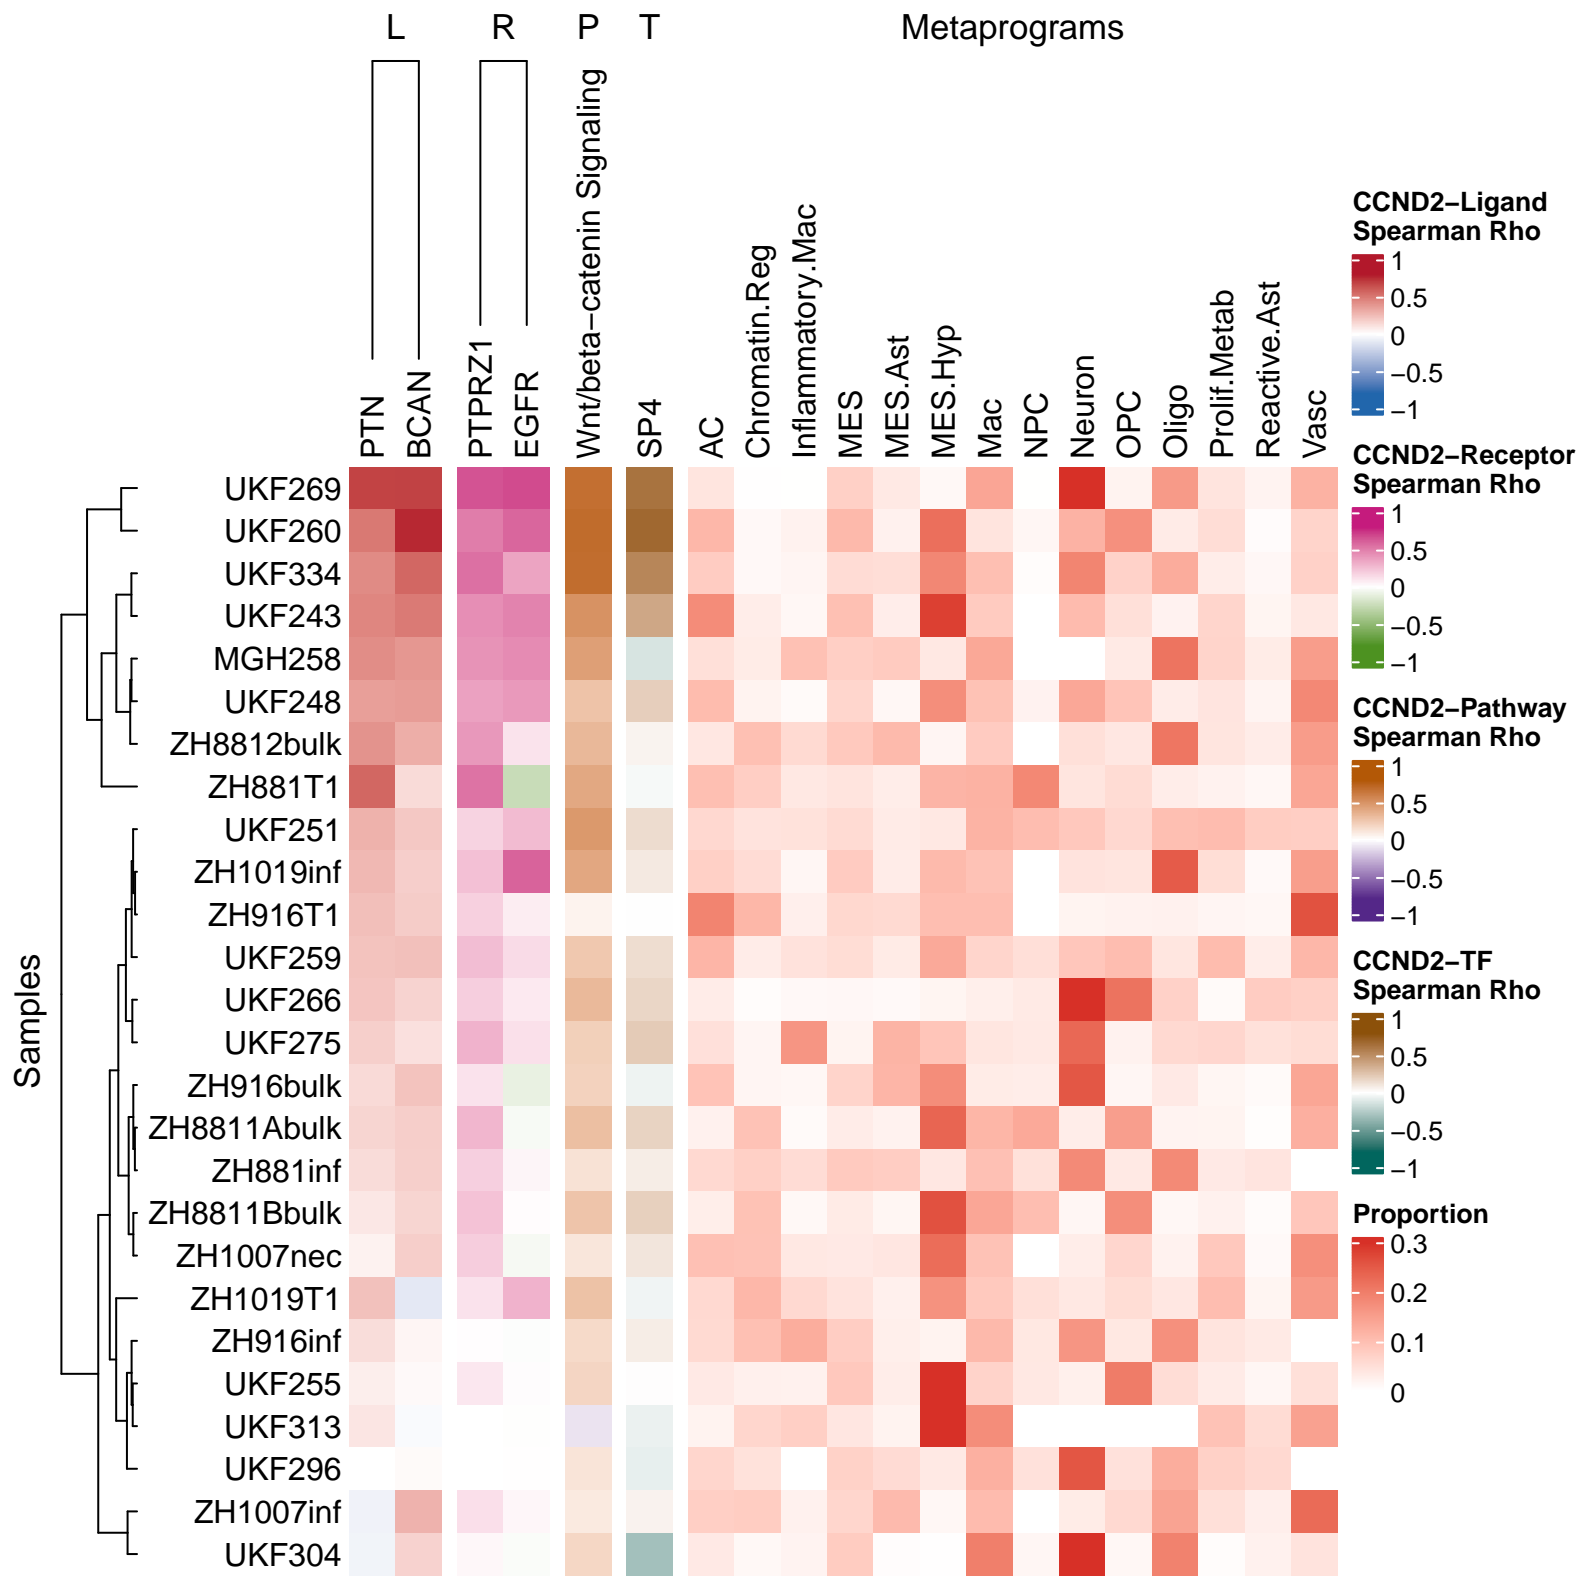 L R P T Metaprograms
PTN
BCAN
PTPRZ1
EGFR
Wnt/beta−catenin Signaling
SP4
AC
Chromatin.Reg
Inflammatory.Mac
MES
MES.Ast
MES.Hyp
Mac
NPC
Neuron
OPC
Oligo
Prolif.Metab
Reactive.Ast
Vasc
Samples
UKF269
UKF260
UKF334
UKF243
MGH258
UKF248
ZH8812bulk
ZH881T1
UKF251
ZH1019inf
ZH916T1
UKF259
UKF266
UKF275
ZH916bulk
ZH8811Abulk
ZH881inf
ZH8811Bbulk
ZH1007nec
ZH1019T1
ZH916inf
UKF255
UKF313
UKF296
ZH1007inf
UKF304
CCND2−Ligand
Spearman Rho
1
0.5
0
−0.5
−1
CCND2−Receptor
Spearman Rho
1
0.5
0
−0.5
−1
CCND2−Pathway
Spearman Rho
1
0.5
0
−0.5
−1
CCND2−TF
Spearman Rho
1
0.5
0
−0.5
−1
Proportion
0.3
0.2
0.1
0